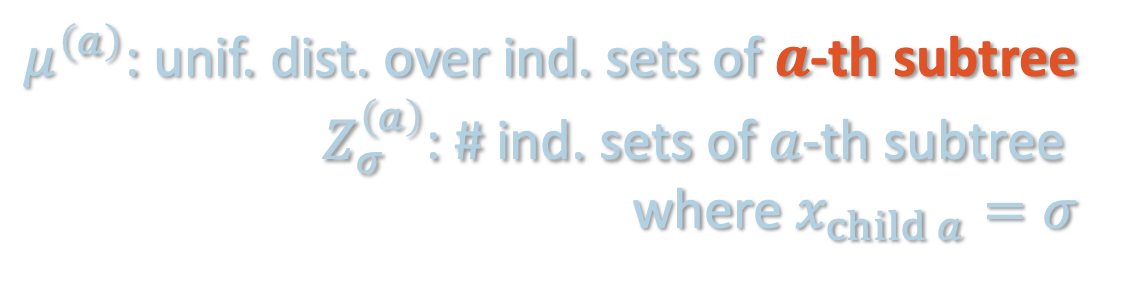 μ^(a): unif. dist. over ind. sets of a-th subtree
Z_σ^(a): # ind. sets of a-th subtree
where x_child a = σ